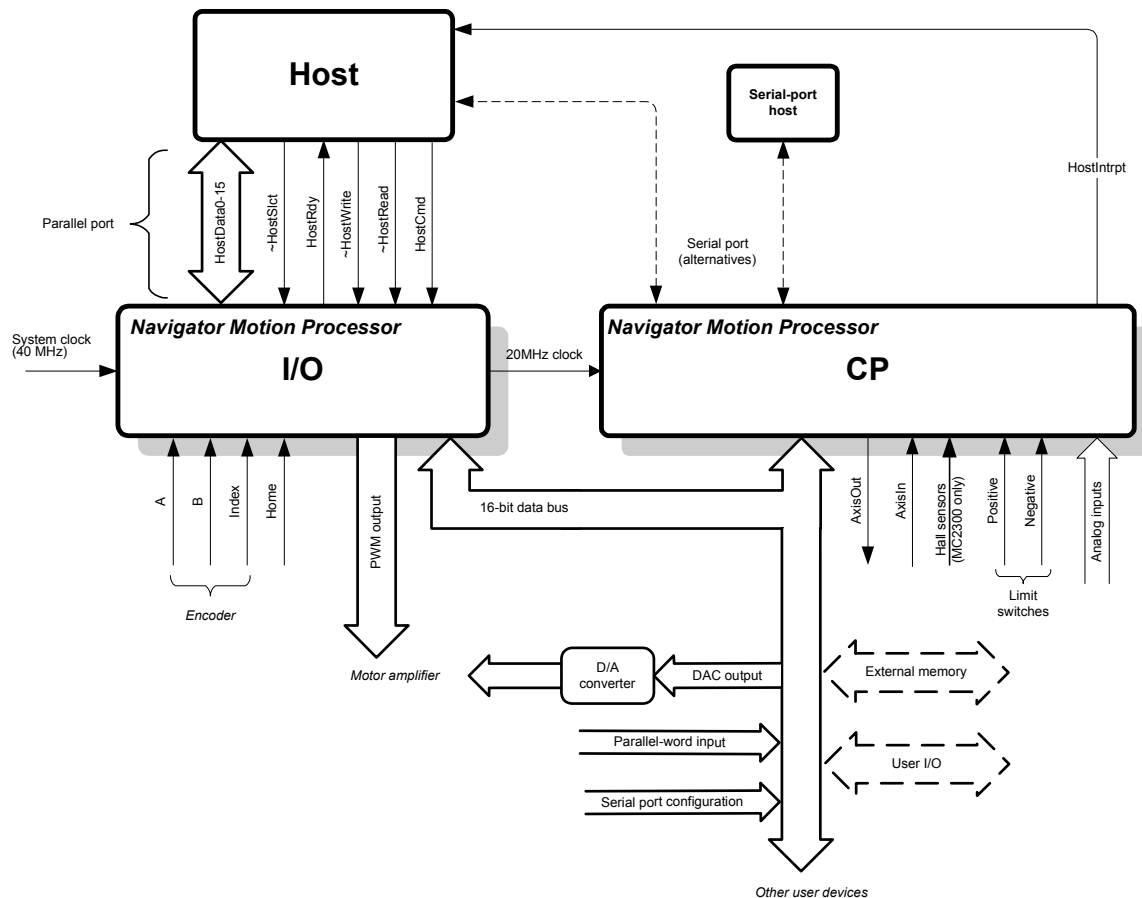 Host
Serial-port
host
HostIntrpt
Parallel port
HostData0-15
~HostSlct
HostRdy
~HostWrite
~HostRead
HostCmd
Serial port
(alternatives)
System clock
(40 MHz)
Navigator Motion Processor
I/O
20MHz clock
Navigator Motion Processor
CP
A
B
Index
Home
Encoder
PWM output
Motor amplifier
16-bit data bus
AxisOut
AxisIn
Hall sensors
(MC2300 only)
Positive
Negative
Limit
switches
Analog inputs
D/A
converter
DAC output
External memory
Parallel-word input
User I/O
Serial port configuration
Other user devices